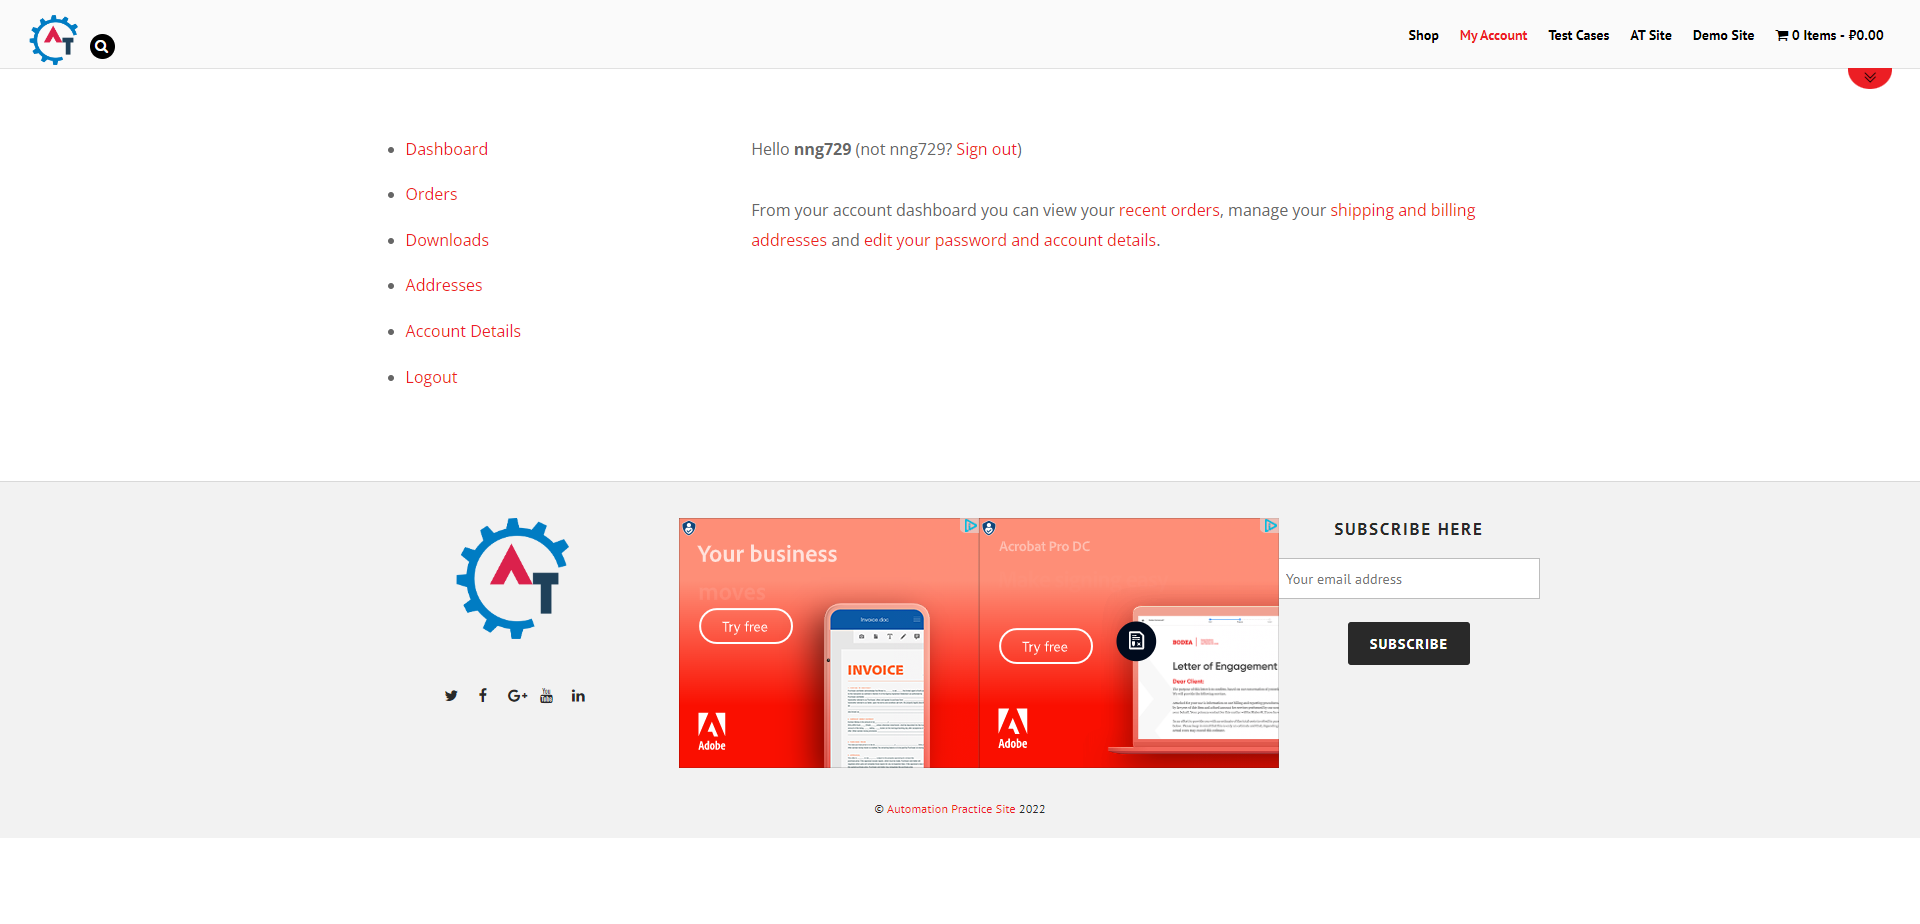 AT
Shop My Account Test Cases AT Site Demo Site 0 Items - ₽0.00
Dashboard
Orders
Downloads
Addresses
Account Details
Logout
Hello nng729 (not nng729? Sign out)
From your account dashboard you can view your recent orders, manage your shipping and billing
addresses and edit your password and account details.
AT
Your business
moves
Try free
Invoice doc
INVOICE
Adobe
Acrobat Pro DC
Try free
BODEA
Letter of Engagement
Dear Client:
Adobe
SUBSCRIBE HERE
Your email address
SUBSCRIBE
© Automation Practice Site 2022